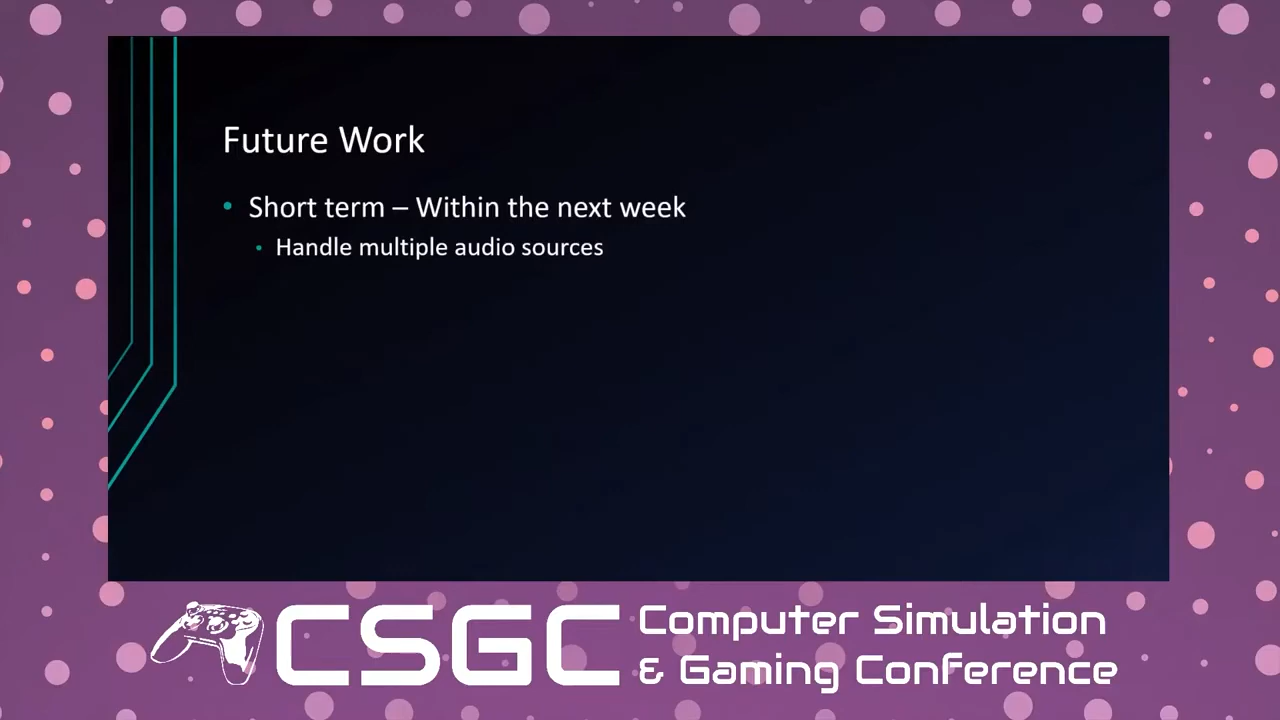 Future Work
• Short term – Within the next week
• Handle multiple audio sources
CSGC
Computer Simulation
& Gaming Conference